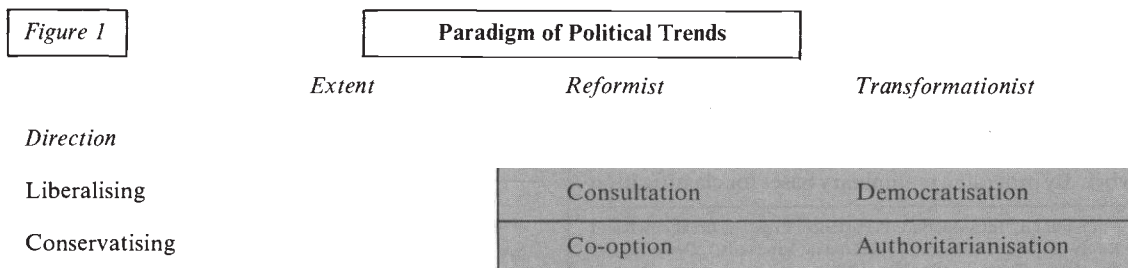 Figure 1 Paradigm of Political Trends
Extent Reformist Transformationist
Direction
Liberalising Consultation Democratisation
Conservatising Co-option Authoritarianisation